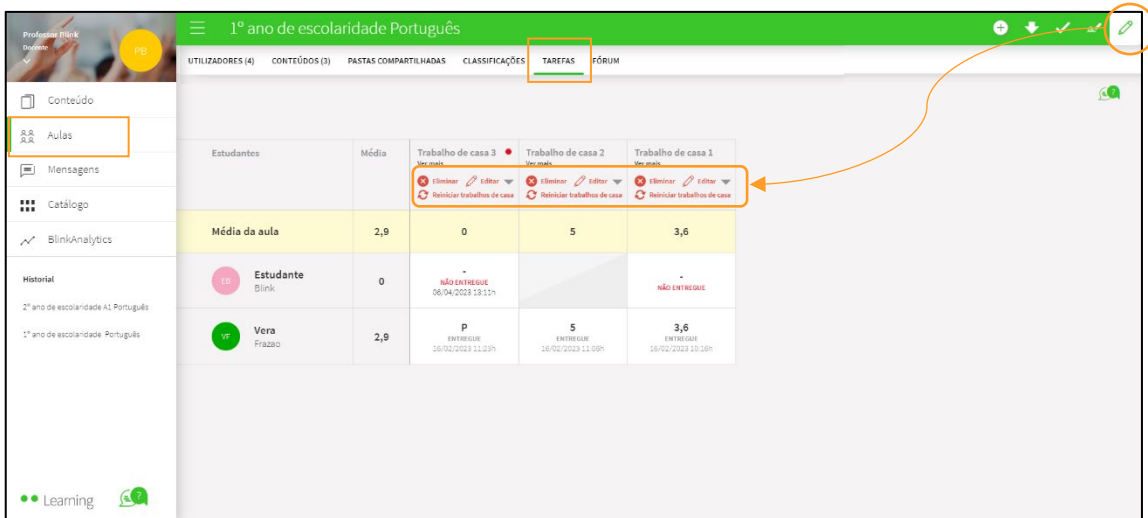 Professor Blink
Docente
PB
1º ano de escolaridade Português
UTILIZADORES (4) CONTEÚDOS (3) PASTAS COMPARTILHADAS CLASSIFICAÇÕES TAREFAS FÓRUM
Conteúdo
Aulas
Mensagens
Catálogo
BlinkAnalytics
Historial
2º ano de escolaridade A1 Português
1º ano de escolaridade Português
Learning
?
?
Estudantes Média Trabalho de casa 3 Trabalho de casa 2 Trabalho de casa 1
Ver mais Ver mais Ver mais
Eliminar Editar Eliminar Editar Eliminar Editar
Reiniciar trabalhos de casa Reiniciar trabalhos de casa Reiniciar trabalhos de casa
Média da aula 2,9 0 5 3,6
EB Estudante Blink 0 - -
NÃO ENTREGUE NÃO ENTREGUE
06/04/2023 13:11h
VF Vera Frazao 2,9 P 5 3,6
ENTREGUE ENTREGUE ENTREGUE
16/02/2023 11:23h 16/02/2023 11:06h 16/02/2023 10:16h